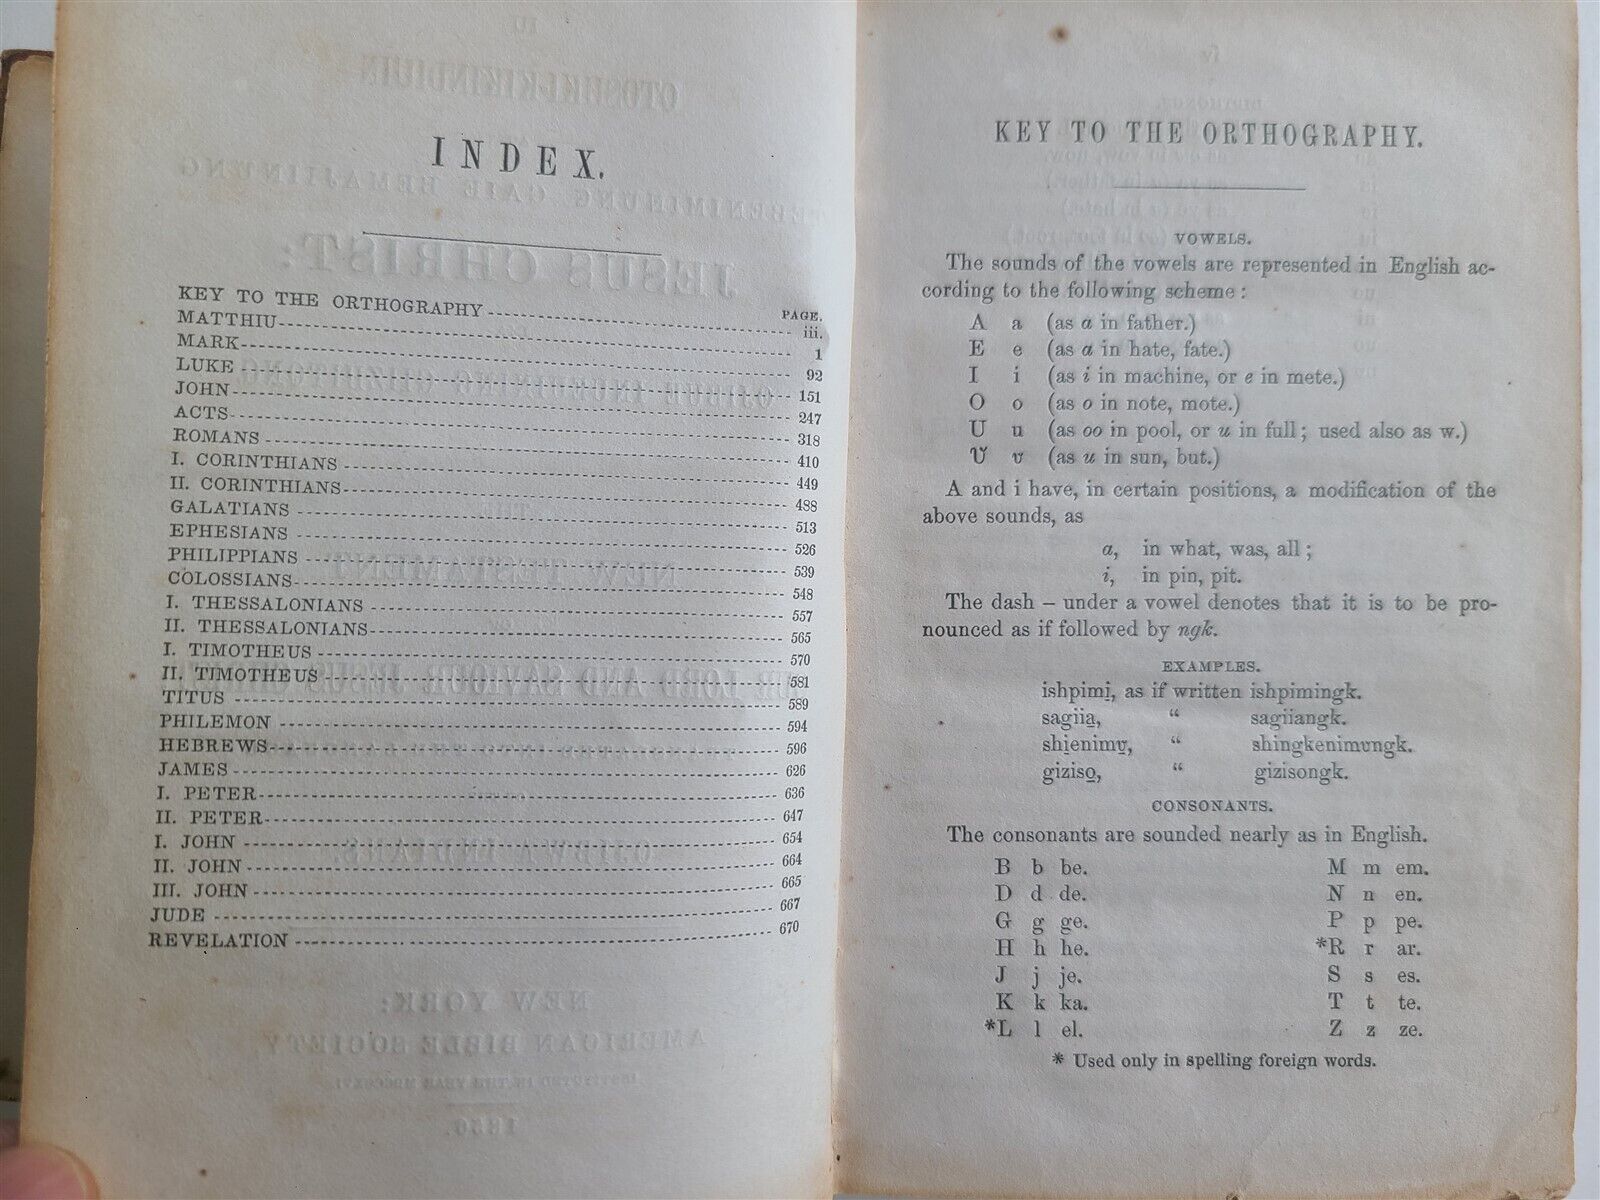 INDEX.
PAGE.
KEY TO THE ORTHOGRAPHY iii.
MATTHIU 1
MARK 92
LUKE 151
JOHN 247
ACTS 318
ROMANS 410
I. CORINTHIANS 449
II. CORINTHIANS 488
GALATIANS 513
EPHESIANS 526
PHILIPPIANS 539
COLOSSIANS 548
I. THESSALONIANS 557
II. THESSALONIANS 565
I. TIMOTHEUS 570
II. TIMOTHEUS 581
TITUS 589
PHILEMON 594
HEBREWS 596
JAMES 626
I. PETER 636
II. PETER 647
I. JOHN 654
II. JOHN 664
III. JOHN 665
JUDE 667
REVELATION 670
KEY TO THE ORTHOGRAPHY.
VOWELS.
The sounds of the vowels are represented in English ac-
cording to the following scheme:
A a (as a in father.)
E e (as a in hate, fate.)
I i (as i in machine, or e in mete.)
O o (as o in note, mote.)
U u (as oo in pool, or u in full; used also as w.)
Ʋ ʋ (as u in sun, but.)
A and i have, in certain positions, a modification of the
above sounds, as
a, in what, was, all;
i, in pin, pit.
The dash – under a vowel denotes that it is to be pro-
nounced as if followed by ngk.
EXAMPLES.
ishpimi̱, as if written ishpimingk.
sagiia̱, “ sagiiangk.
shi̱enimʋ̱, “ shingkenimʋngk.
giziso̱, “ gizisongk.
CONSONANTS.
The consonants are sounded nearly as in English.
B b be. M m em.
D d de. N n en.
G g ge. P p pe.
H h he. *R r ar.
J j je. S s es.
K k ka. T t te.
*L l el. Z z ze.
* Used only in spelling foreign words.